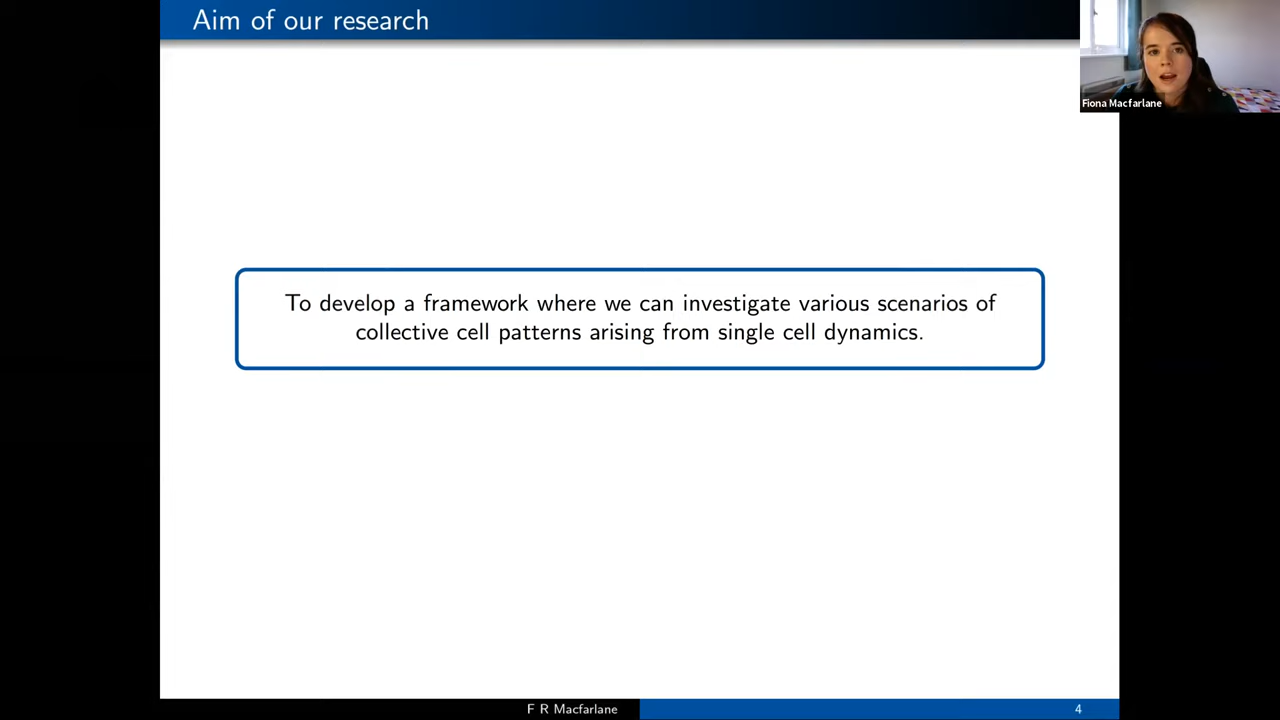 Aim of our research
Fiona Macfarlane
To develop a framework where we can investigate various scenarios of
collective cell patterns arising from single cell dynamics.
F R Macfarlane
4